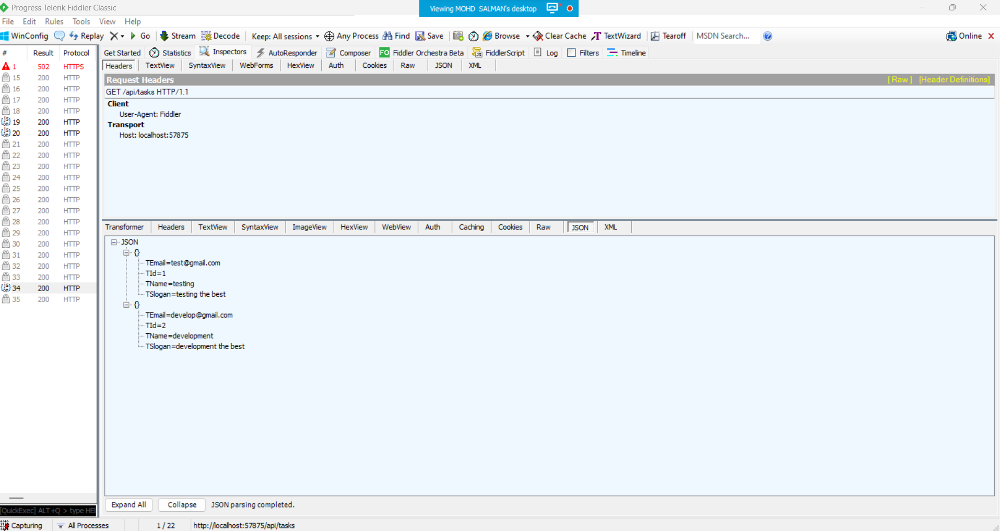 Progress Telerik Fiddler Classic
Viewing MOHD SALMAN's desktop
File Edit Rules Tools View Help
WinConfig Replay Go Stream Decode Keep: All sessions Any Process Find Save Browse Clear Cache TextWizard Tearoff MSDN Search... Online
# Result Protocol
Get Started Statistics Inspectors AutoResponder Composer FO Fiddler Orchestra Beta FiddlerScript Log Filters Timeline
Headers TextView SyntaxView WebForms HexView Auth Cookies Raw JSON XML
Request Headers [ Raw ] [Header Definitions]
GET /api/tasks HTTP/1.1
Client
User-Agent: Fiddler
Transport
Host: localhost:57875
1 502 HTTPS
15 200 HTTP
16 200 HTTP
17 200 HTTP
18 200 HTTP
19 200 HTTP
20 200 HTTP
21 200 HTTP
22 200 HTTP
23 200 HTTP
24 200 HTTP
25 200 HTTP
26 200 HTTP
27 200 HTTP
28 200 HTTP
29 200 HTTP
30 200 HTTP
31 200 HTTP
32 200 HTTP
33 200 HTTP
34 200 HTTP
35 200 HTTP
Transformer Headers TextView SyntaxView ImageView HexView WebView Auth Caching Cookies Raw JSON XML
JSON
{}
TEmail=test@gmail.com
TId=1
TName=testing
TSlogan=testing the best
{}
TEmail=develop@gmail.com
TId=2
TName=development
TSlogan=development the best
Expand All Collapse JSON parsing completed.
[QuickExec] ALT+Q > type HEL
Capturing All Processes 1 / 22 http://localhost:57875/api/tasks